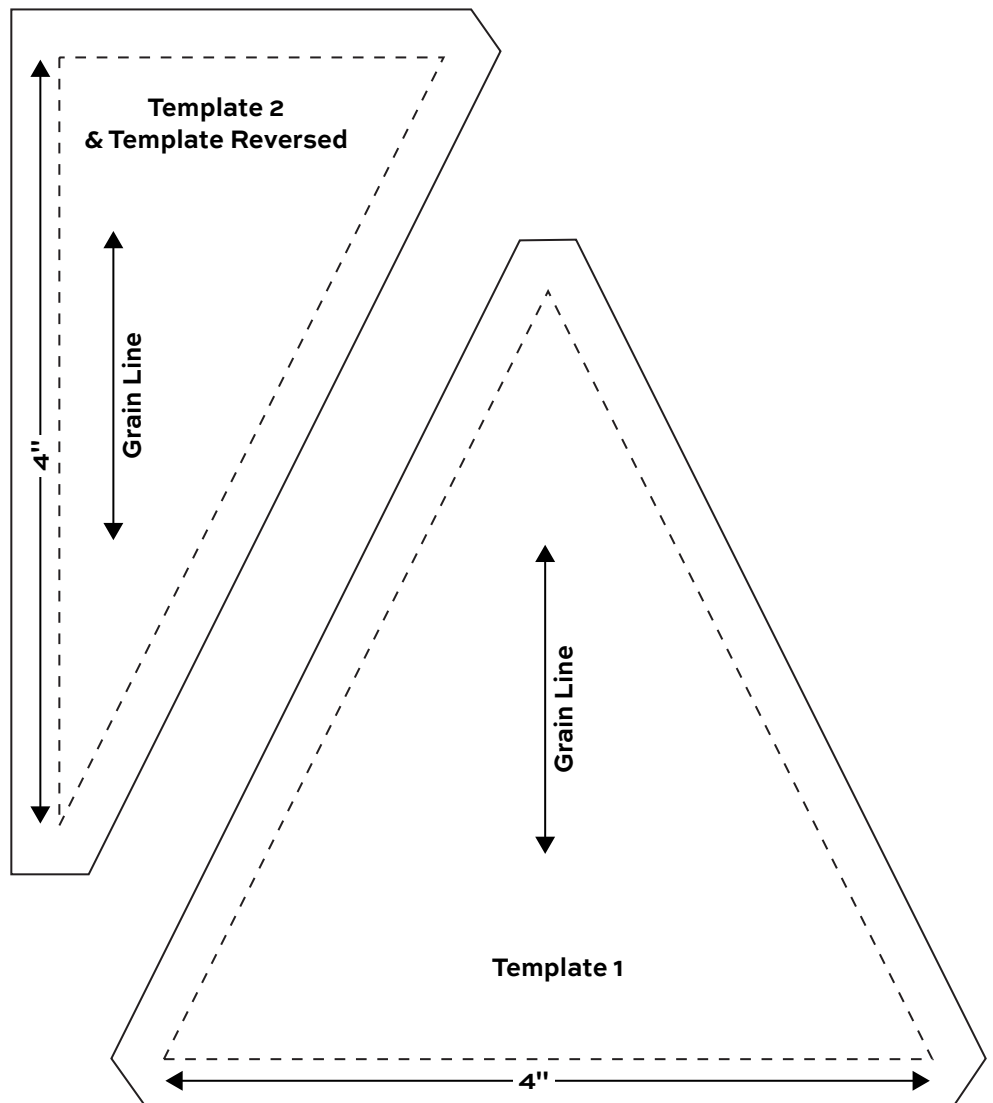 Template 2
& Template Reversed
Grain Line
4"
Grain Line
Template 1
4"